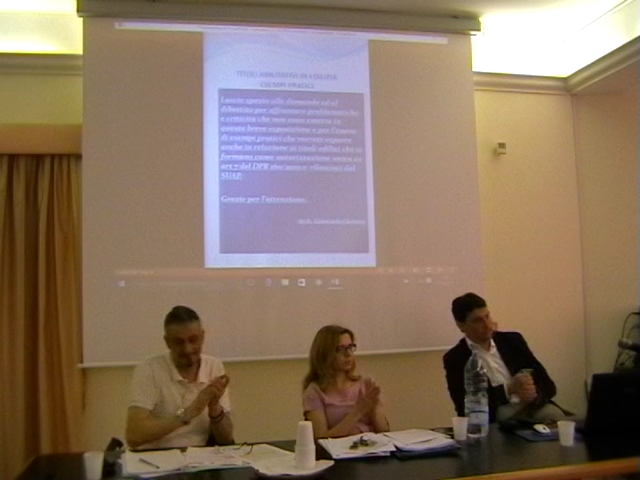 TITOLI ABILITATIVI IN EDILIZIA
ESEMPI PRATICI
Lascio spazio alle domande ed al
dibattito per affrontare problematiche
e criticità che non sono contenute in
questa breve esposizione e per l'esame
di esempi pratici che vorrete esporre
anche in relazione ai titoli edilizi che si
formano come autorizzazione unica ex
art.7 del DPR 160/2010 e rilasciati dal
SUAP.
Grazie per l'attenzione.
arch.